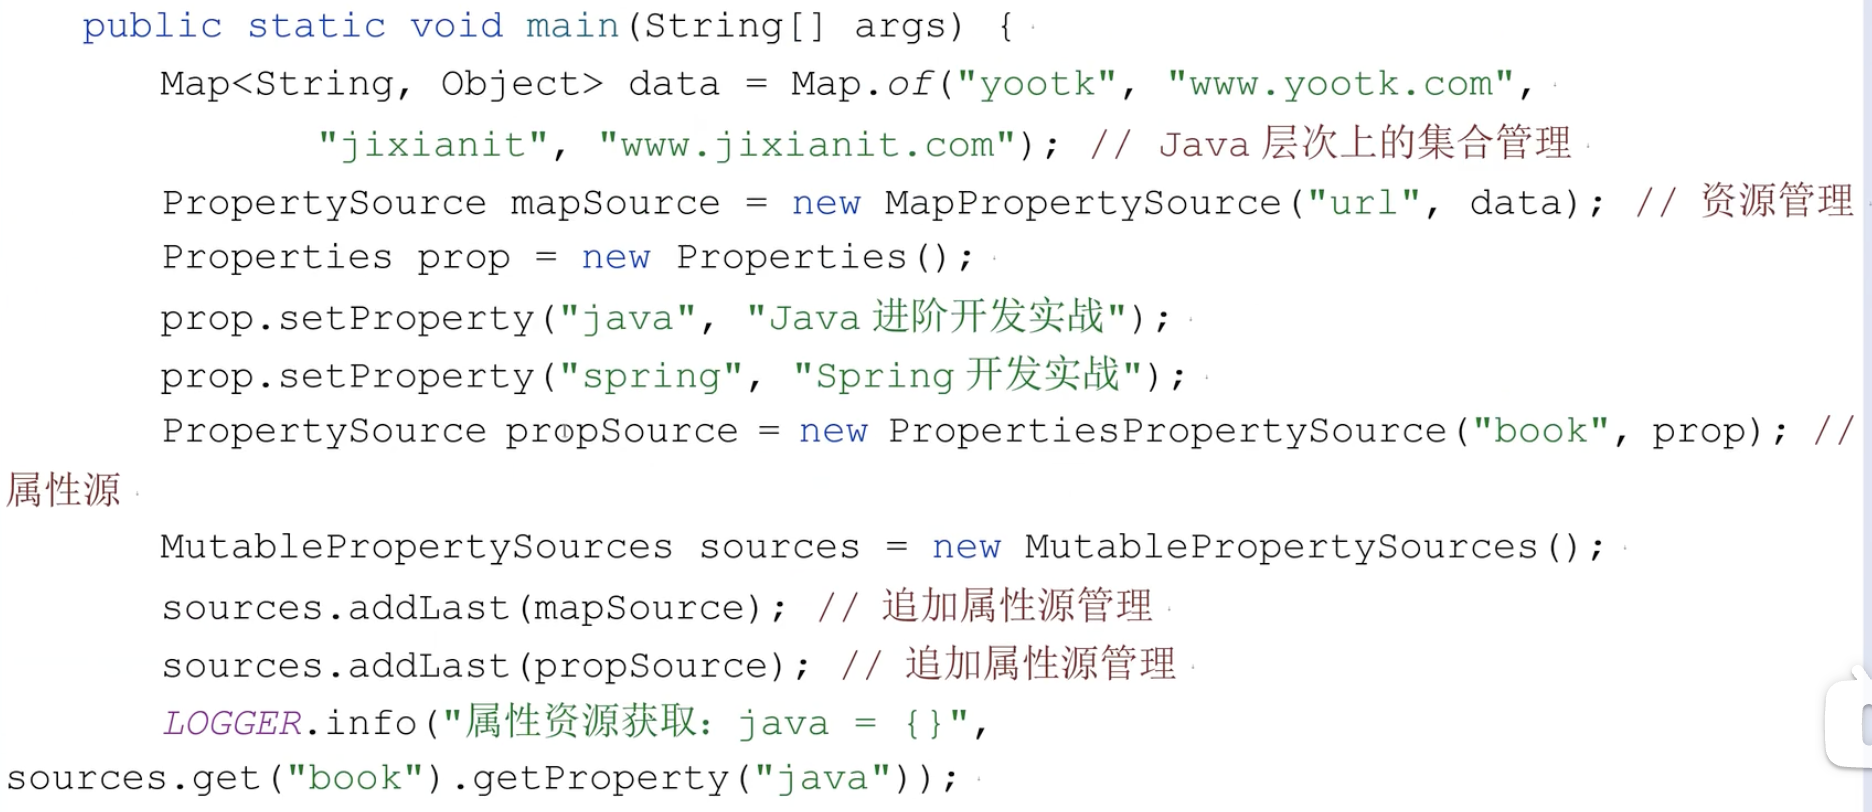 public static void main(String[] args) {
Map<String, Object> data = Map.of("yootk", "www.yootk.com",
"jixianit", "www.jixianit.com"); // Java 层次上的集合管理
PropertySource mapSource = new MapPropertySource("url", data); // 资源管理
Properties prop = new Properties();
prop.setProperty("java", "Java 进阶开发实战");
prop.setProperty("spring", "Spring 开发实战");
PropertySource propSource = new PropertiesPropertySource("book", prop); //
属性源
MutablePropertySources sources = new MutablePropertySources();
sources.addLast(mapSource); // 追加属性源管理
sources.addLast(propSource); // 追加属性源管理
LOGGER.info("属性资源获取：java = {}",
sources.get("book").getProperty("java"));